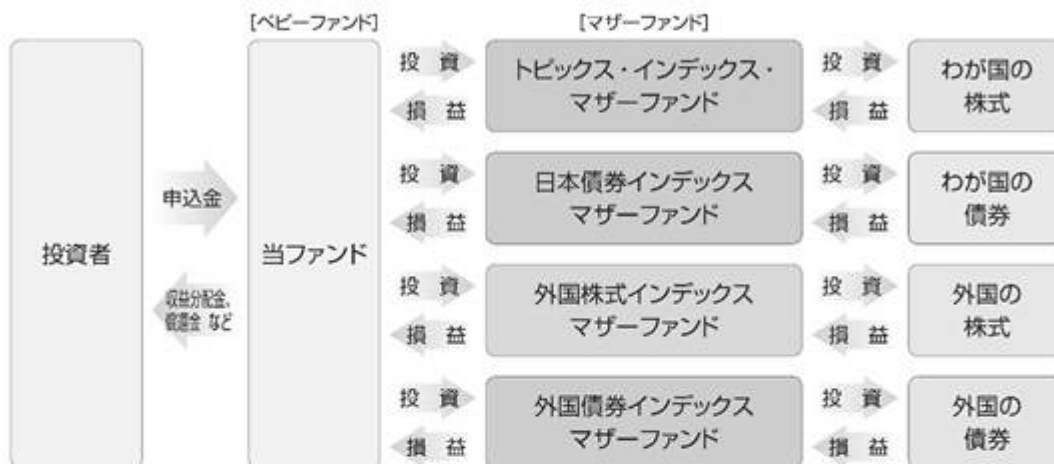 [ベビーファンド]
[マザーファンド]
投資者
申込金
収益分配金、
償還金 など
当ファンド
投 資
損 益
トピックス・インデックス・
マザーファンド
投 資
損 益
わが国の
株式
投 資
損 益
日本債券インデックス
マザーファンド
投 資
損 益
わが国の
債券
投 資
損 益
外国株式インデックス
マザーファンド
投 資
損 益
外国の
株式
投 資
損 益
外国債券インデックス
マザーファンド
投 資
損 益
外国の
債券